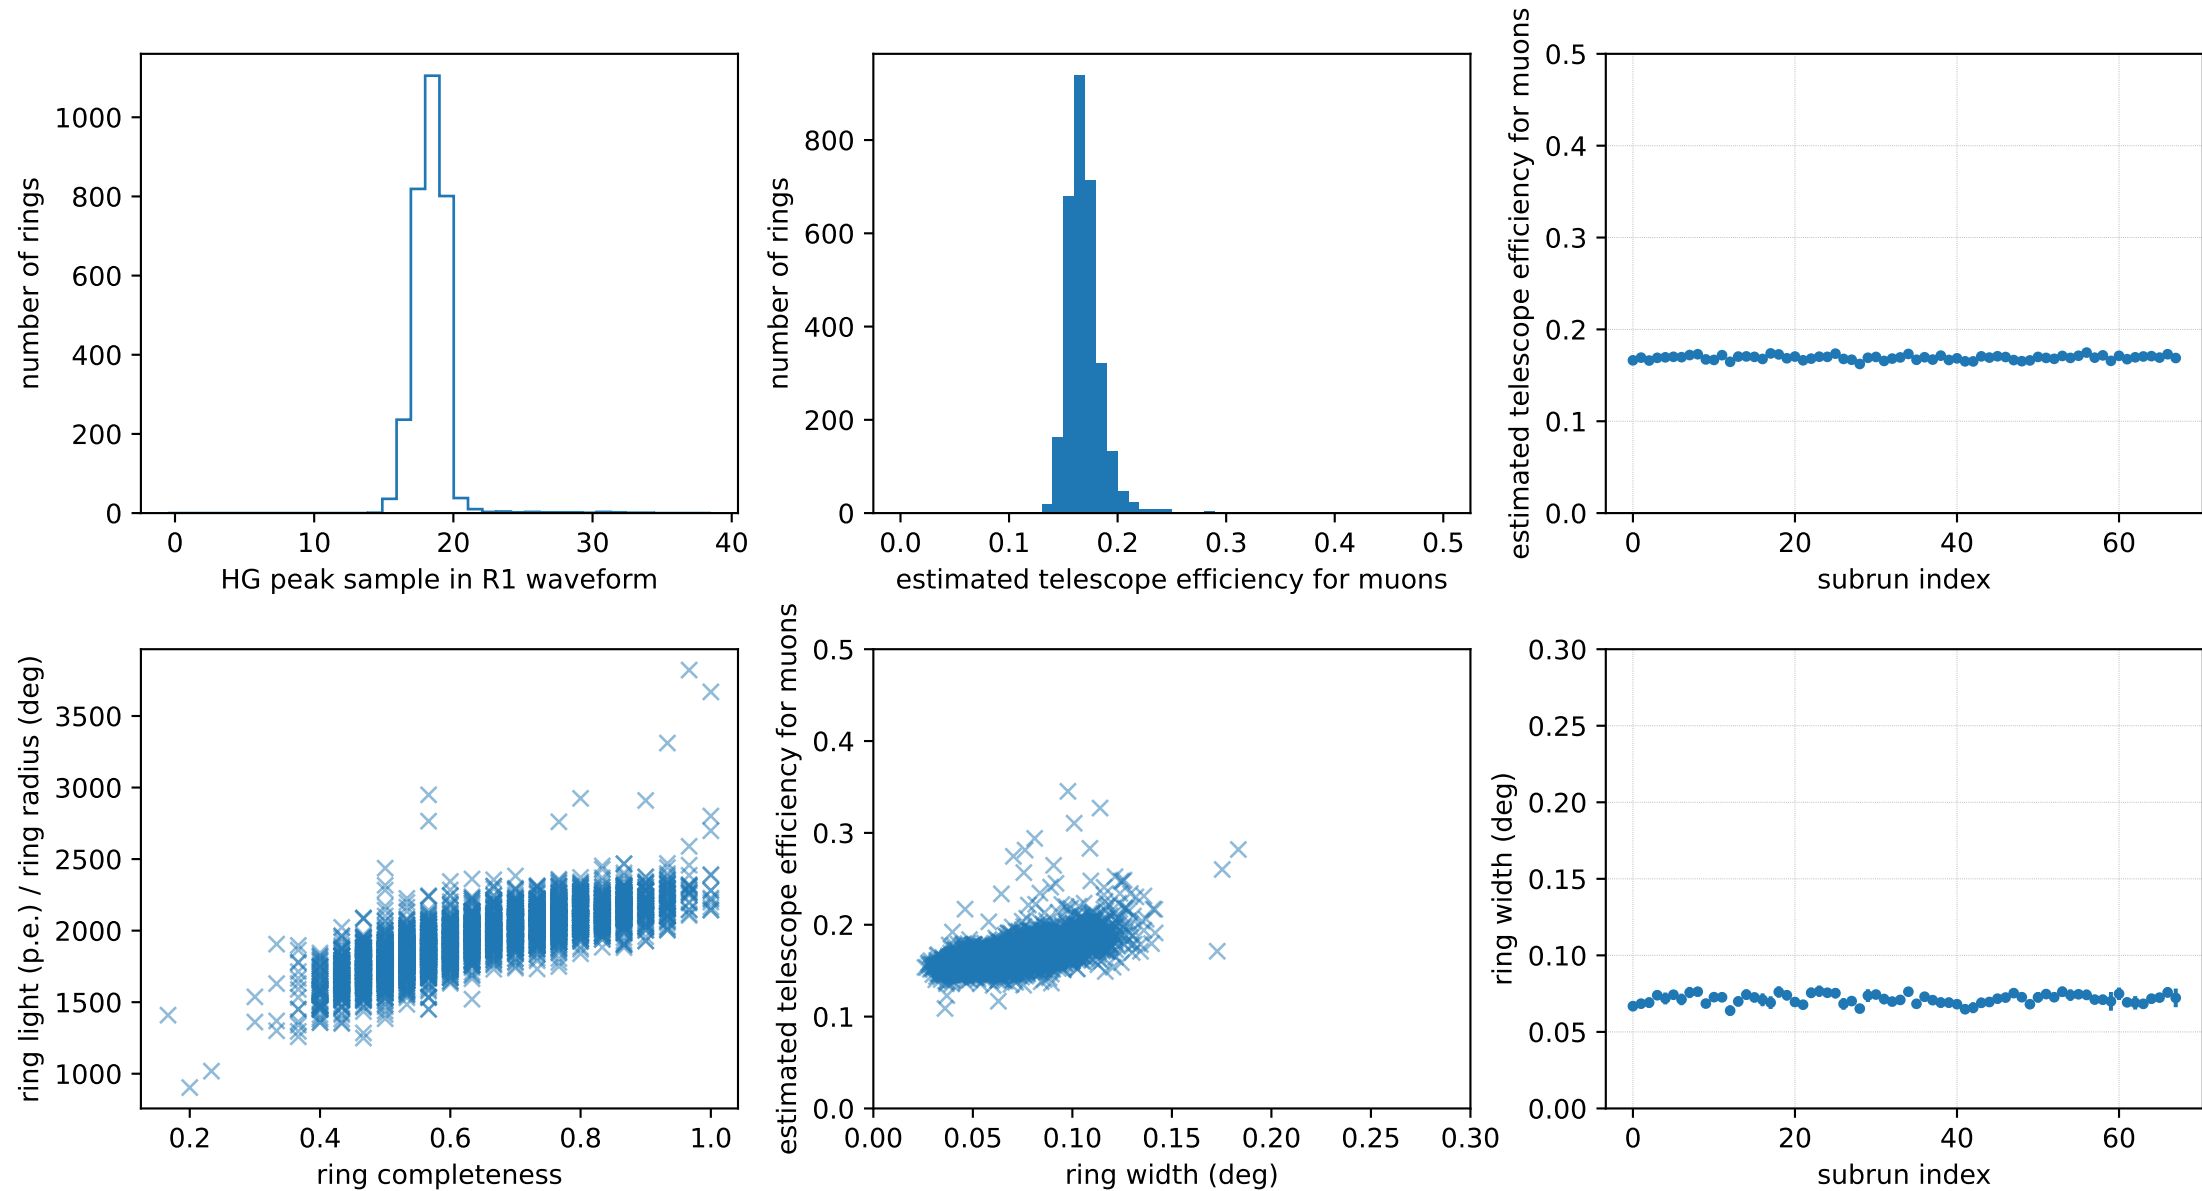 number of rings
1000
800
600
400
200
0
0 10 20 30 40
HG peak sample in R1 waveform
number of rings
800
600
400
200
0
0.0 0.1 0.2 0.3 0.4 0.5
estimated telescope efficiency for muons
estimated telescope efficiency for muons
0.5
0.4
0.3
0.2
0.1
0.0
0 20 40 60
subrun index
ring light (p.e.) / ring radius (deg)
3500
3000
2500
2000
1500
1000
0.2 0.4 0.6 0.8 1.0
ring completeness
estimated telescope efficiency for muons
0.5
0.4
0.3
0.2
0.1
0.0
0.00 0.05 0.10 0.15 0.20 0.25 0.30
ring width (deg)
ring width (deg)
0.30
0.25
0.20
0.15
0.10
0.05
0.00
0 20 40 60
subrun index